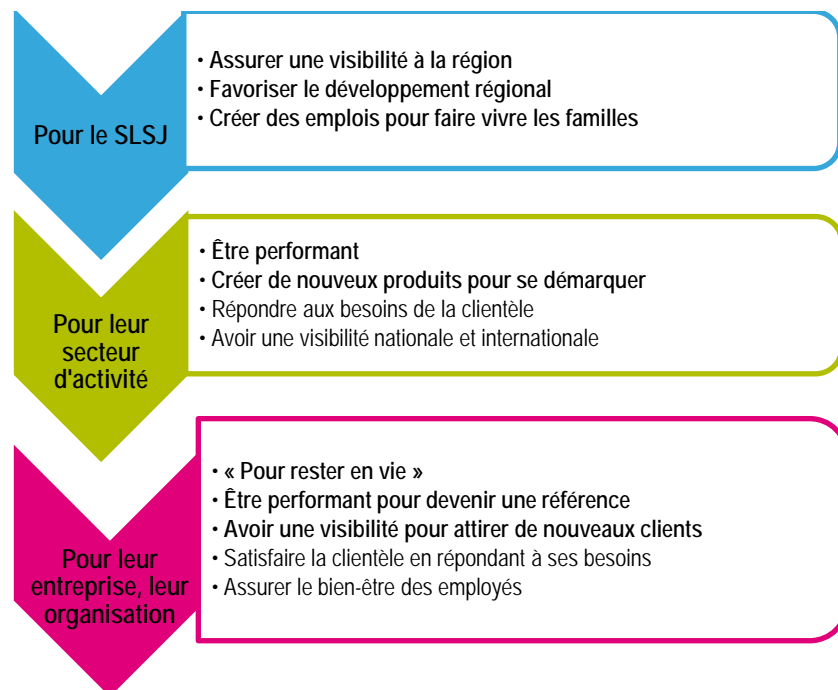 Pour le SLSJ
• Assurer une visibilité à la région
• Favoriser le développement régional
• Créer des emplois pour faire vivre les familles
Pour leur
secteur
d'activité
• Être performant
• Créer de nouveux produits pour se démarquer
• Répondre aux besoins de la clientèle
• Avoir une visibilité nationale et internationale
Pour leur
entreprise, leur
organisation
• « Pour rester en vie »
• Être performant pour devenir une référence
• Avoir une visibilité pour attirer de nouveaux clients
• Satisfaire la clientèle en répondant à ses besoins
• Assurer le bien-être des employés